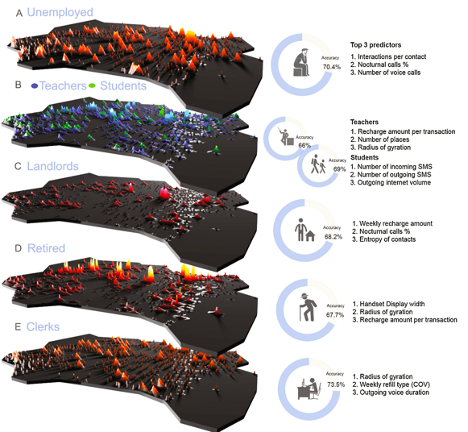 A Unemployed
Top 3 predictors
Accuracy
70.4%
1. Interactions per contact
2. Nocturnal calls %
3. Number of voice calls
B Teachers Students
Teachers
Accuracy
66%
1. Recharge amount per transaction
2. Number of places
3. Radius of gyration
Students
Accuracy
69%
1. Number of incoming SMS
2. Number of outgoing SMS
3. Outgoing internet volume
C Landlords
Accuracy
68.2%
1. Weekly recharge amount
2. Nocturnal calls %
3. Entropy of contacts
D Retired
Accuracy
67.7%
1. Handset Display width
2. Radius of gyration
3. Recharge amount per transaction
E Clerks
Accuracy
73.5%
1. Radius of gyration
2. Weekly refill type (COV)
3. Outgoing voice duration